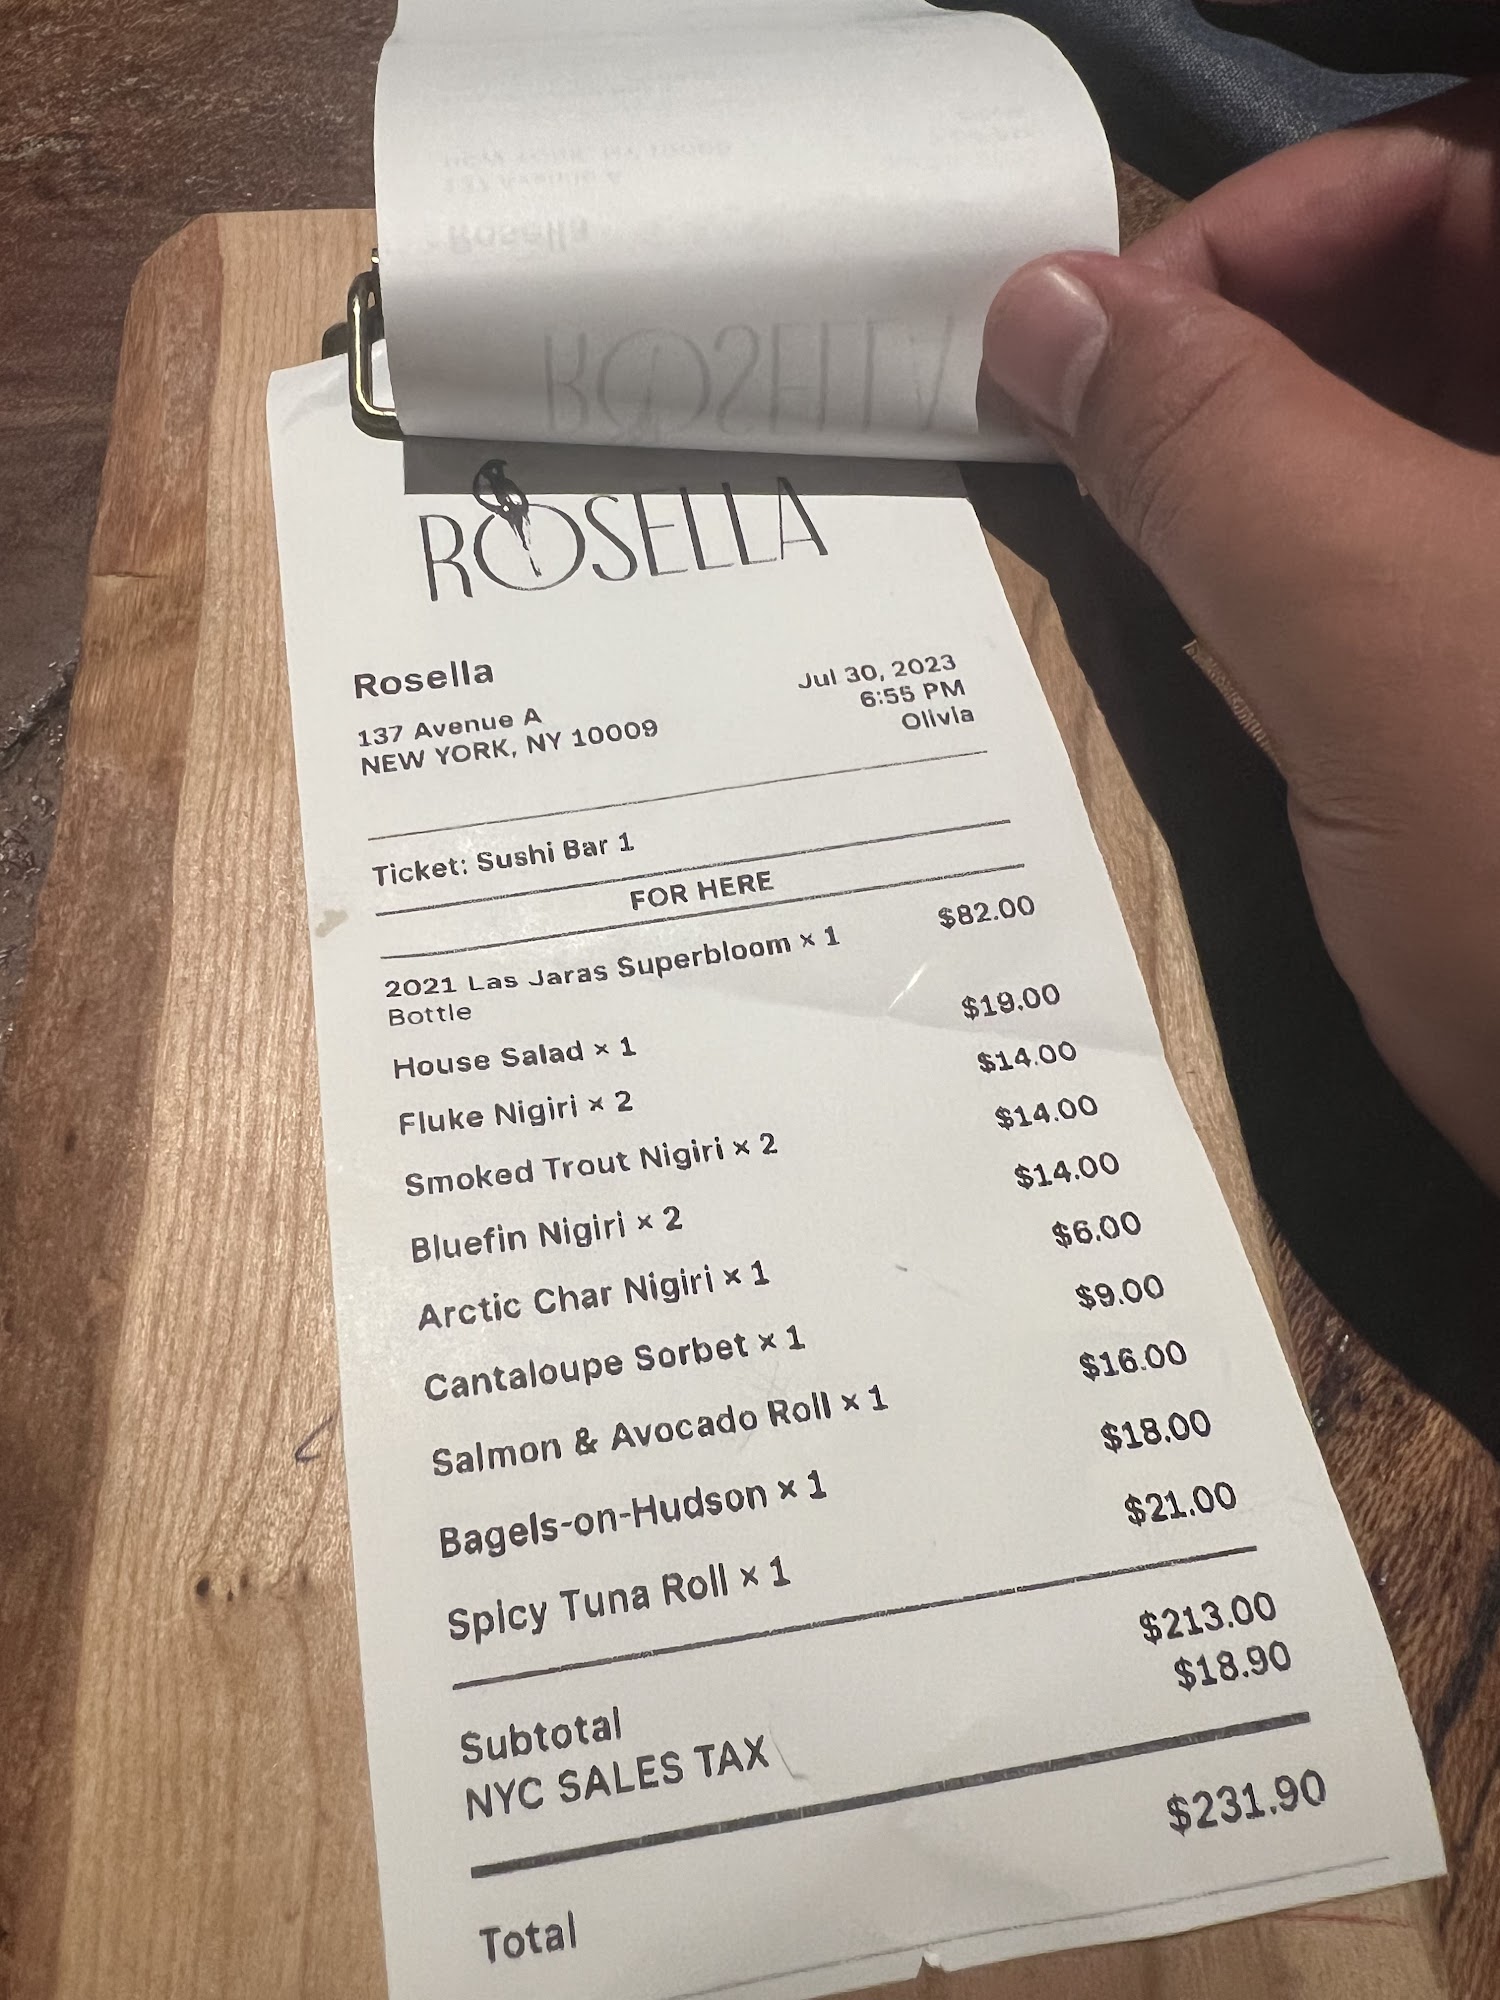 ROSELLA
Rosella
137 Avenue A
NEW YORK, NY 10009
Jul 30, 2023
6:55 PM
Olivia
Ticket: Sushi Bar 1
FOR HERE
2021 Las Jaras Superbloom × 1 $82.00
Bottle
House Salad × 1 $19.00
Fluke Nigiri × 2 $14.00
Smoked Trout Nigiri × 2 $14.00
Bluefin Nigiri × 2 $14.00
Arctic Char Nigiri × 1 $6.00
Cantaloupe Sorbet × 1 $9.00
Salmon & Avocado Roll × 1 $16.00
Bagels-on-Hudson × 1 $18.00
Spicy Tuna Roll × 1 $21.00
Subtotal $213.00
NYC SALES TAX $18.90
Total $231.90